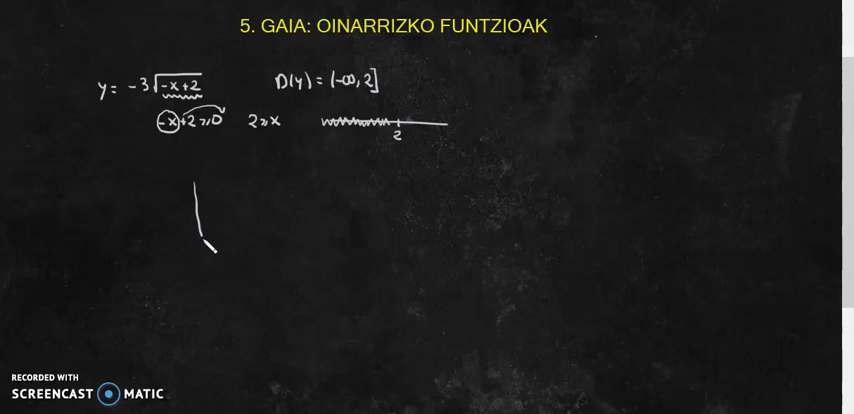 5. GAIA: OINARRIZKO FUNTZIOAK
y = -3√-x+2 D(y) = (-∞, 2]
-x+2 ≥ 0 2 ≥ x
2
RECORDED WITH
SCREENCAST MATIC